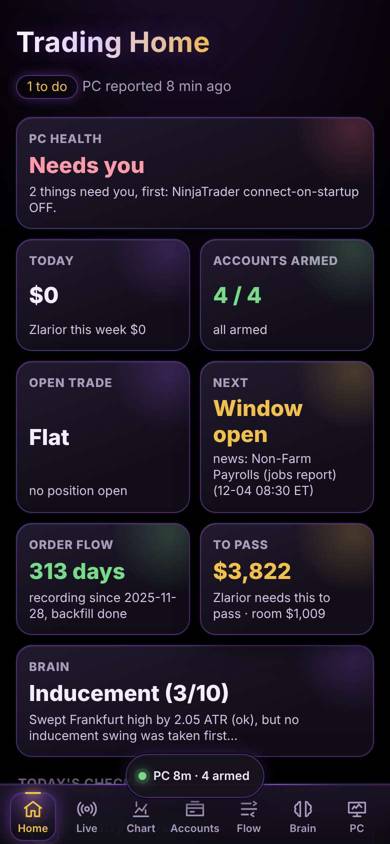 Trading Home
1 to do PC reported 8 min ago
PC HEALTH
Needs you
2 things need you, first: NinjaTrader connect-on-startup
OFF.
TODAY
$0
Zlarior this week $0
ACCOUNTS ARMED
4 / 4
all armed
OPEN TRADE
Flat
no position open
NEXT
Window
open
news: Non-Farm
Payrolls (jobs report)
(12-04 08:30 ET)
ORDER FLOW
313 days
recording since 2025-11-
28, backfill done
TO PASS
$3,822
Zlarior needs this to
pass · room $1,009
BRAIN
Inducement (3/10)
Swept Frankfurt high by 2.05 ATR (ok), but no
inducement swing was taken first...
TODAY'S
PC 8m · 4 armed
Home
Live
Chart
Accounts
Flow
Brain
PC